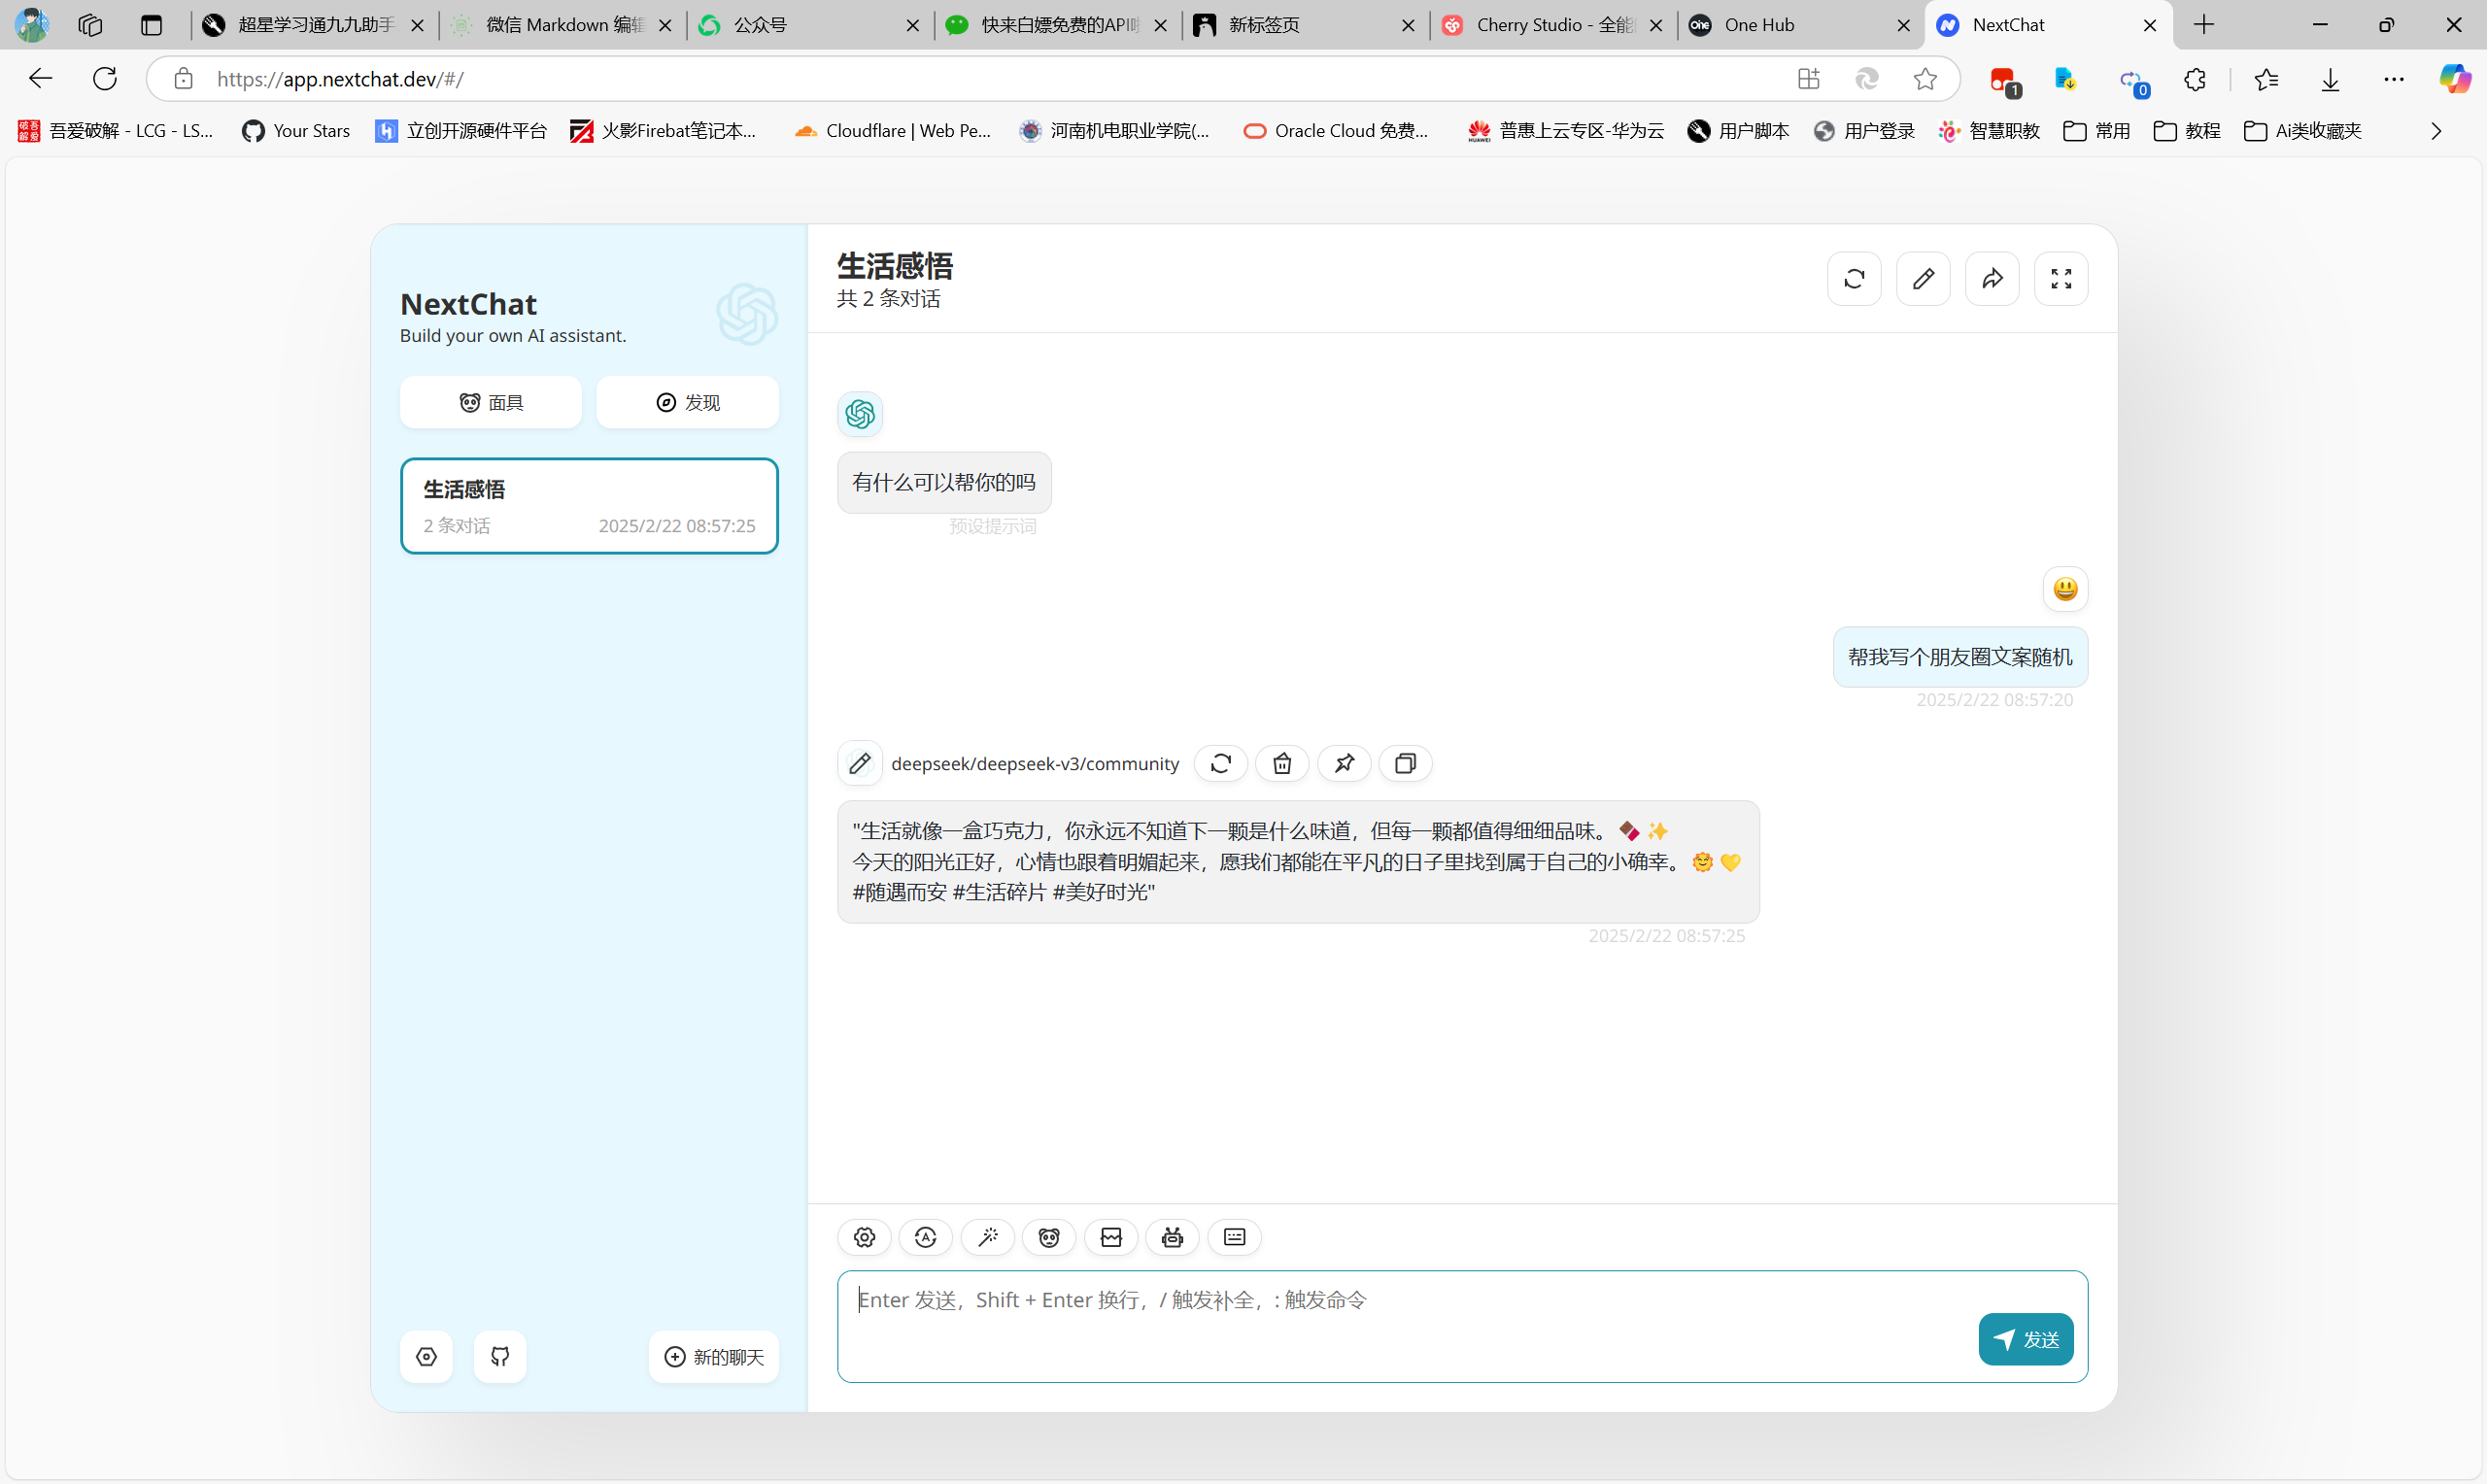 超星学习通九九助手
微信 Markdown 编辑
公众号
快来白嫖免费的API
新标签页
Cherry Studio - 全能
One Hub
NextChat
https://app.nextchat.dev/#/
1
0
吾爱破解 - LCG - LS...
Your Stars
立创开源硬件平台
火影Firebat笔记本...
Cloudflare | Web Pe...
河南机电职业学院(...
Oracle Cloud 免费...
普惠上云专区-华为云
用户脚本
用户登录
智慧职教
常用
教程
Ai类收藏夹
NextChat
Build your own AI assistant.
面具
发现
生活感悟
2 条对话
2025/2/22 08:57:25
新的聊天
生活感悟
共 2 条对话
有什么可以帮你的吗
预设提示词
帮我写个朋友圈文案随机
2025/2/22 08:57:20
deepseek/deepseek-v3/community
"生活就像一盒巧克力，你永远不知道下一颗是什么味道，但每一颗都值得细细品味。🍫✨
今天的阳光正好，心情也跟着明媚起来，愿我们都能在平凡的日子里找到属于自己的小确幸。🌞💛
#随遇而安 #生活碎片 #美好时光"
2025/2/22 08:57:25
Enter 发送，Shift + Enter 换行，/ 触发补全，: 触发命令
发送